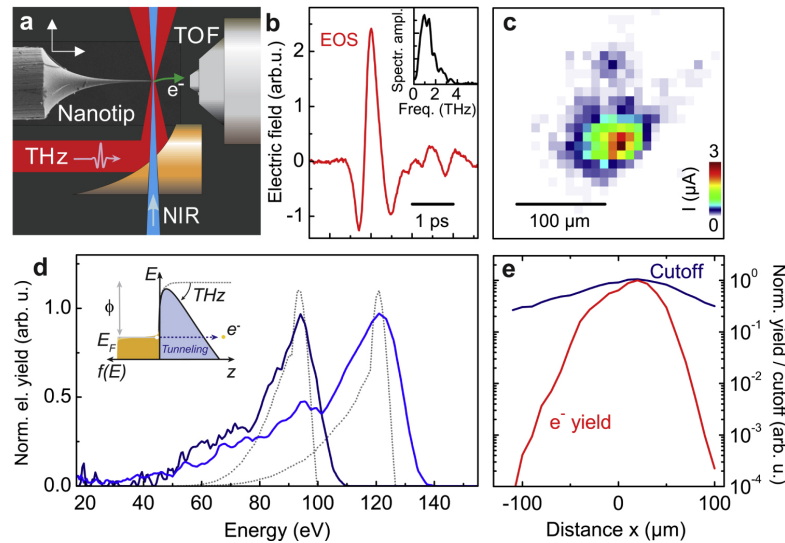 a
TOF
e-
Nanotip
THz
NIR
b
EOS
Electric field (arb.u.)
2
1
0
-1
1 ps
Spectr. ampl.
0 2 4
Freq. (THz)
c
100 µm
3
I (µA)
0
d
Norm. el. yield (arb. u.)
1.0
0.5
0.0
20 40 60 80 100 120 140
Energy (eV)
E
THz
ϕ
E_F
e-
Tunneling
f(E)
z
e
Cutoff
e- yield
10^0
10^-1
10^-2
10^-3
10^-4
Norm. yield / cutoff (arb. u.)
-100 0 100
Distance x (µm)